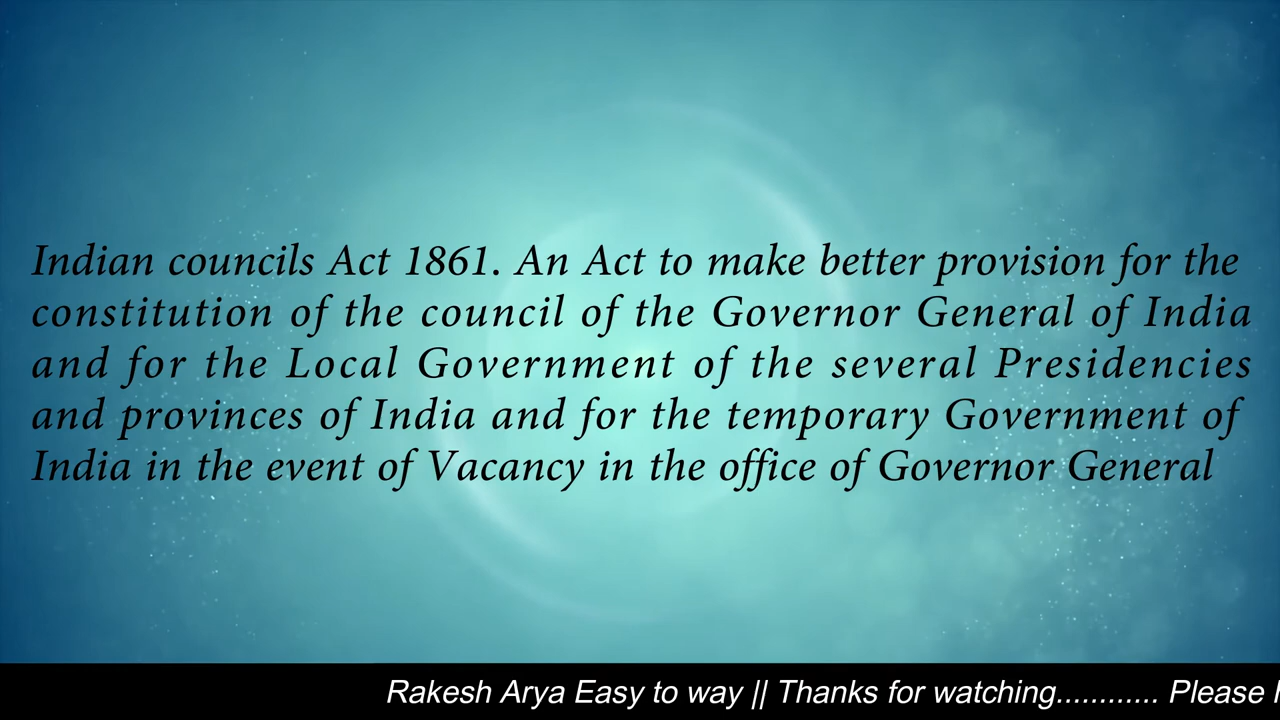 Indian councils Act 1861. An Act to make better provision for the
constitution of the council of the Governor General of India
and for the Local Government of the several Presidencies
and provinces of India and for the temporary Government of
India in the event of Vacancy in the office of Governor General
Rakesh Arya Easy to way || Thanks for watching............ Please